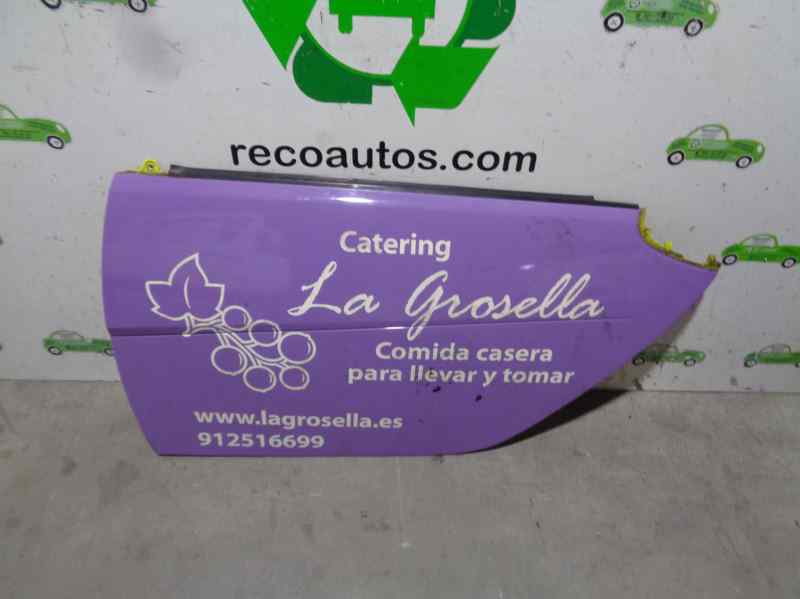 recoautos.com
Catering
La Grosella
Comida casera
para llevar y tomar
www.lagrosella.es
912516699